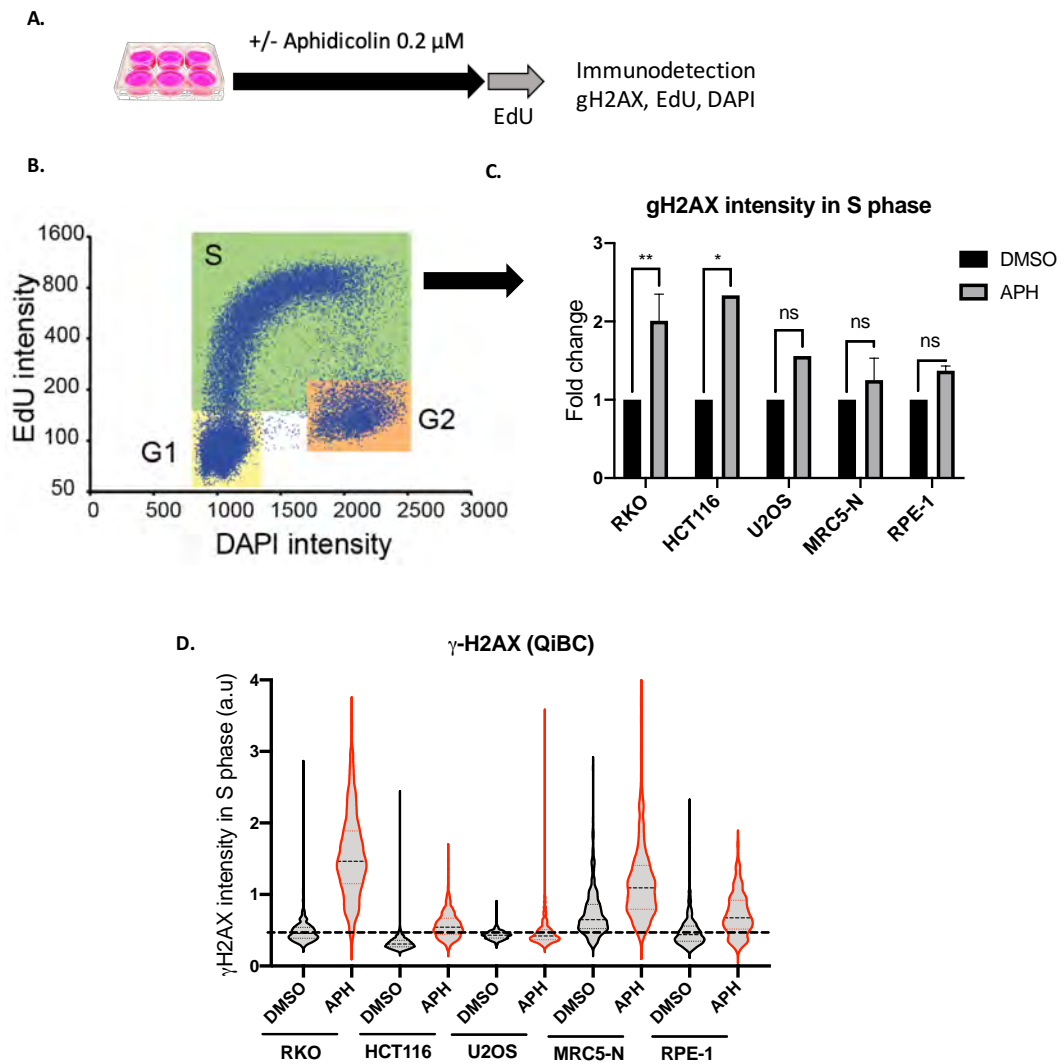 A.
+/- Aphidicolin 0.2 µM
EdU
Immunodetection
gH2AX, EdU, DAPI
B.
EdU intensity
1600
800
400
200
100
50
S
G1
G2
0 500 1000 1500 2000 2500 3000
DAPI intensity
C.
gH2AX intensity in S phase
Fold change
3
2
1
0
** * ns ns ns
DMSO
APH
RKO HCT116 U2OS MRC5-N RPE-1
D.
γ-H2AX (QiBC)
γH2AX intensity in S phase (a.u)
4
3
2
1
0
DMSO APH DMSO APH DMSO APH DMSO APH DMSO APH
RKO HCT116 U2OS MRC5-N RPE-1